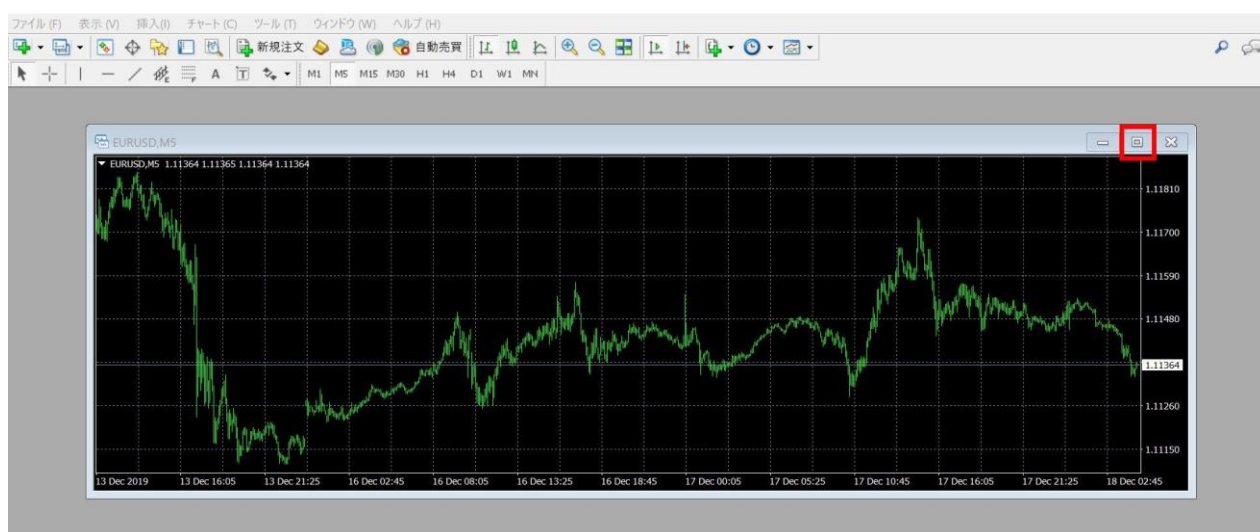 ファイル (F) 表示 (V) 挿入(I) チャート (C) ツール (T) ウィンドウ (W) ヘルプ (H)
新規注文 自動売買
E F A T M1 M5 M15 M30 H1 H4 D1 W1 MN
EURUSD,M5
EURUSD,M5 1.11364 1.11365 1.11364 1.11364
1.11810
1.11700
1.11590
1.11480
1.11364
1.11260
1.11150
13 Dec 2019 13 Dec 16:05 13 Dec 21:25 16 Dec 02:45 16 Dec 08:05 16 Dec 13:25 16 Dec 18:45 17 Dec 00:05 17 Dec 05:25 17 Dec 10:45 17 Dec 16:05 17 Dec 21:25 18 Dec 02:45